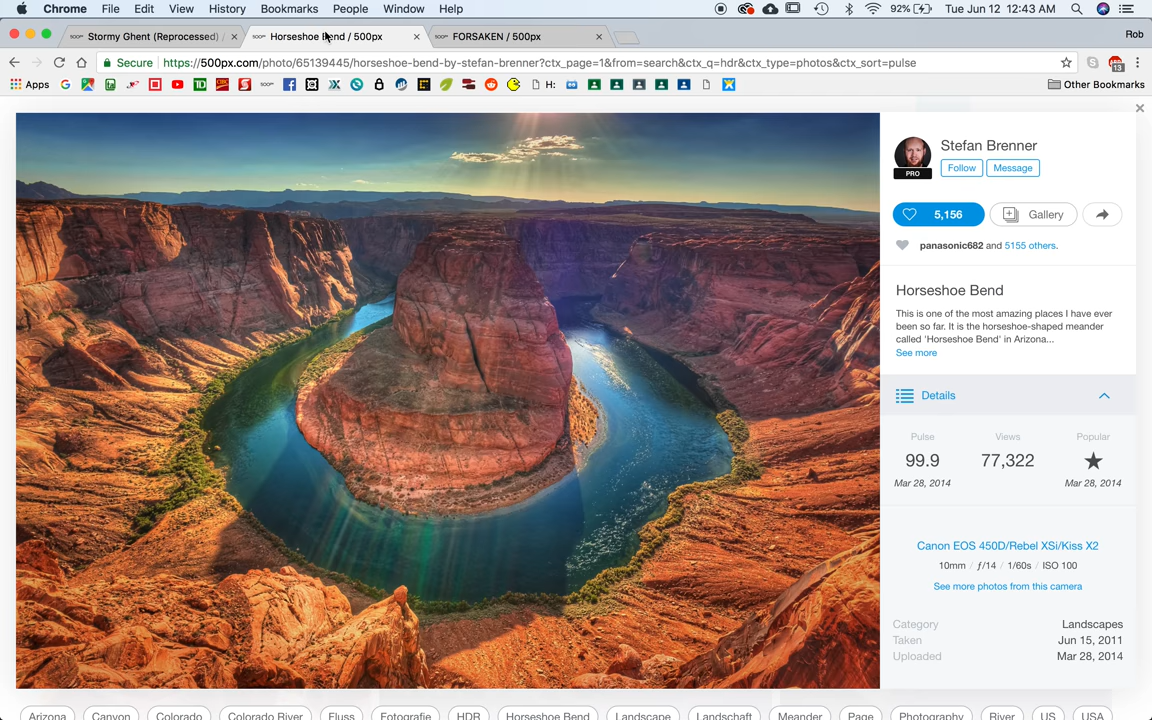 Chrome File Edit View History Bookmarks People Window Help 92% Tue Jun 12 12:43 AM
Stormy Ghent (Reprocessed) / Horseshoe Bend / 500px FORSAKEN / 500px Rob
Secure https://500px.com/photo/65139445/horseshoe-bend-by-stefan-brenner?ctx_page=1&from=search&ctx_q=hdr&ctx_type=photos&ctx_sort=pulse
Apps H: Other Bookmarks
Stefan Brenner
PRO
Follow Message
5,156 Gallery
panasonic682 and 5155 others.
Horseshoe Bend
This is one of the most amazing places I have ever
been so far. It is the horseshoe-shaped meander
called 'Horseshoe Bend' in Arizona...
See more
Details
Pulse Views Popular
99.9 77,322
Mar 28, 2014 Mar 28, 2014
Canon EOS 450D/Rebel XSi/Kiss X2
10mm / ƒ/14 / 1/60s / ISO 100
See more photos from this camera
Category Landscapes
Taken Jun 15, 2011
Uploaded Mar 28, 2014
Arizona Canyon Colorado Colorado River Fluss Fotografie HDR Horseshoe Bend Landscape Landschaft Meander Page Photography River US USA